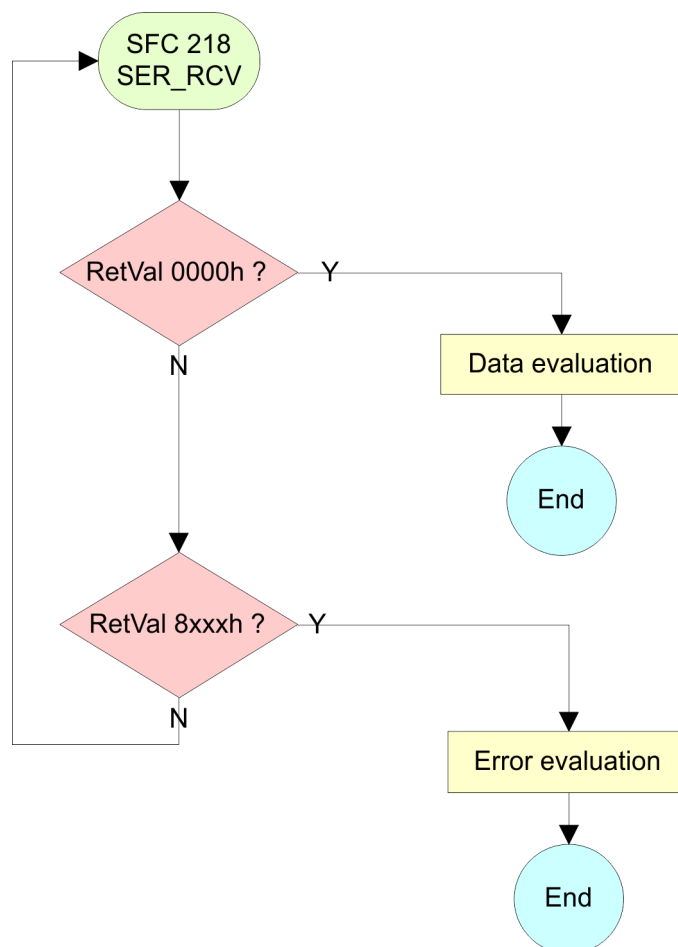 SFC 218
SER_RCV
RetVal 0000h ?
Y
N
Data evaluation
End
RetVal 8xxxh ?
Y
N
Error evaluation
End